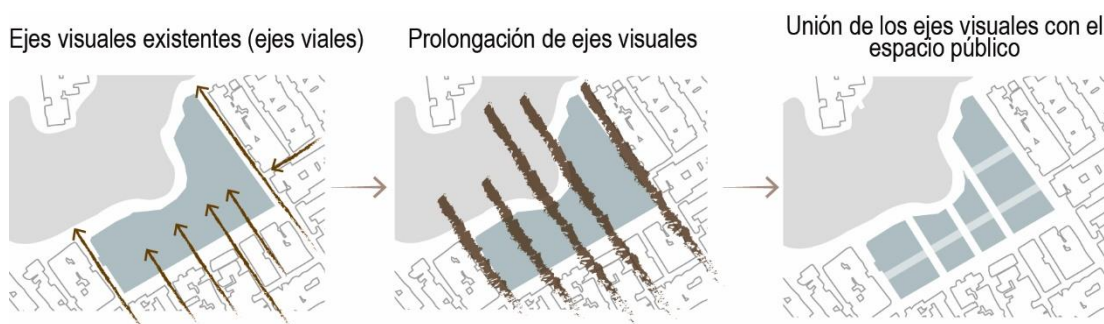 Ejes visuales existentes (ejes viales)
Prolongación de ejes visuales
Unión de los ejes visuales con el
espacio público